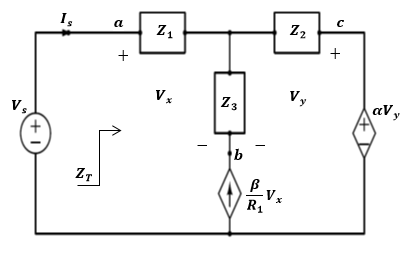 I_s a Z_1 Z_2 c
+ +
V_x V_y
Z_3
V_s + − αV_y + −
− b −
Z_T
β/R_1 V_x